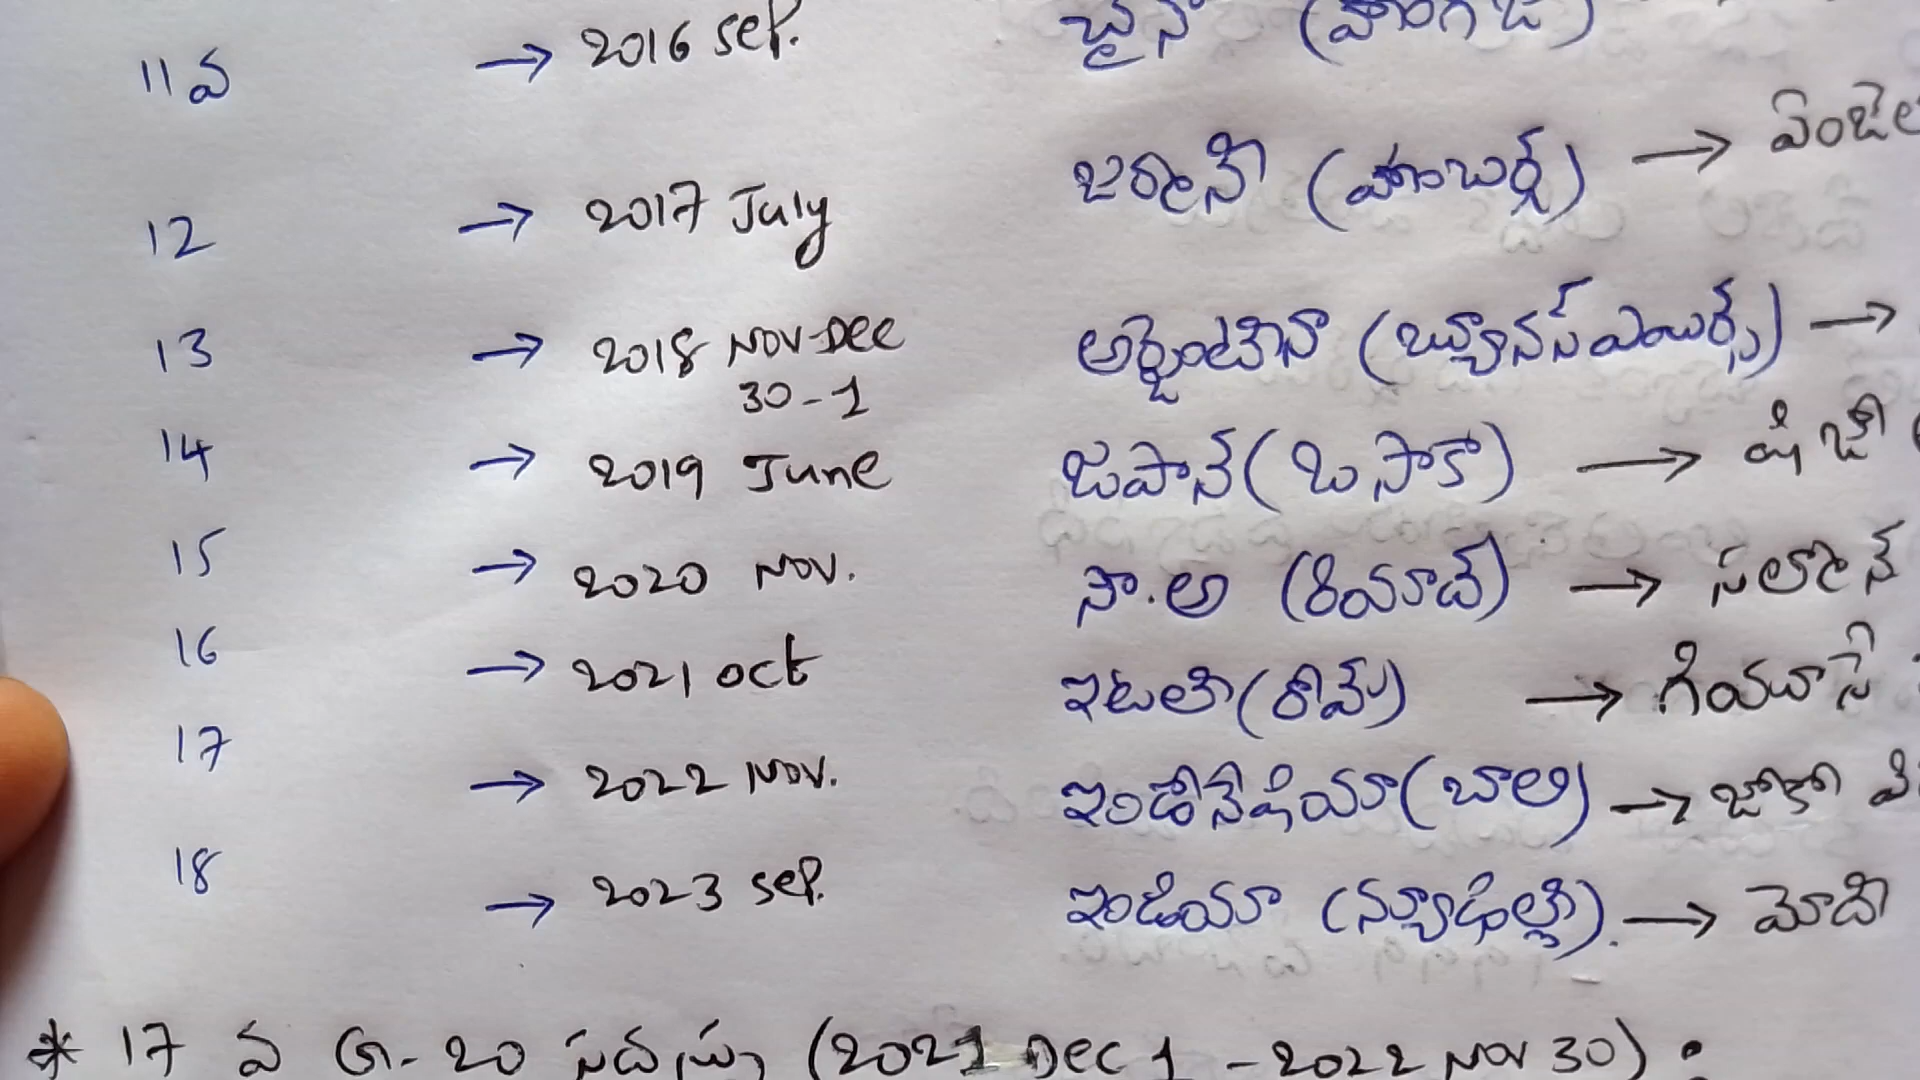 11వ → 2016 sep. చైనా (హాంగ్
12 → 2017 July జర్మనీ (హాంబర్గ్) →
13 → 2018 NOV-Dec అర్జెంటీనా (బ్యూనస్ఎయిర్స్) →
30-1
14 → 2019 June జపాన్ (ఒసాకా) → షిజో
15 → 2020 Nov. సా.అ (రియాద్) → సల్మాన్
16 → 2021 oct ఇటలీ (రోమ్) → గియూసే
17 → 2022 Nov. ఇండోనేషియా (బాలి) → జోకో
18 → 2023 sep. ఇండియా (న్యూఢిల్లీ). → మోదీ
* 17 వ G-20 సదస్సు (2021 Dec 1 - 2022 Nov 30) :